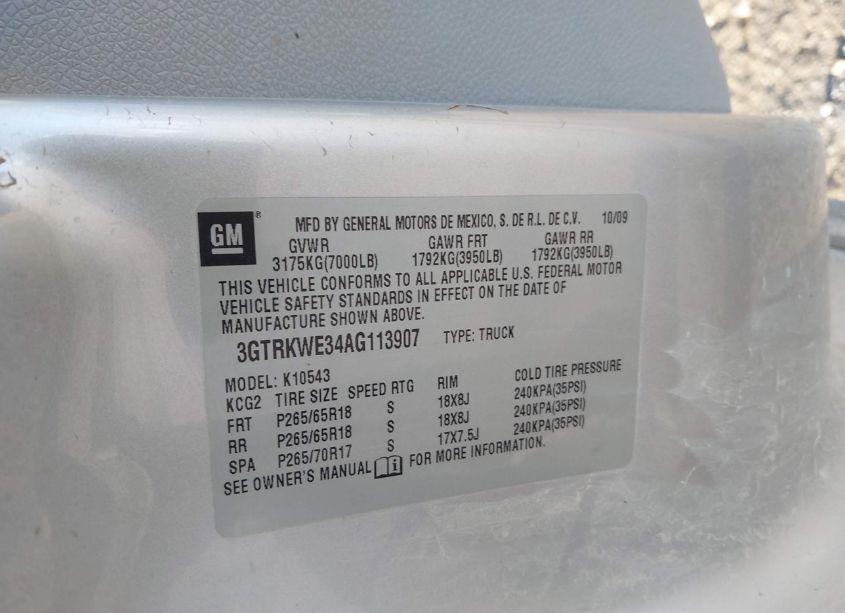 GM ® MFD BY GENERAL MOTORS DE MEXICO, S. DE R.L. DE C.V. 10/09
GVWR GAWR FRT GAWR RR
3175KG(7000LB) 1792KG(3950LB) 1792KG(3950LB)
THIS VEHICLE CONFORMS TO ALL APPLICABLE U.S. FEDERAL MOTOR
VEHICLE SAFETY STANDARDS IN EFFECT ON THE DATE OF
MANUFACTURE SHOWN ABOVE.
3GTRKWE34AG113907 TYPE: TRUCK
MODEL: K10543
KCG2 TIRE SIZE SPEED RTG RIM COLD TIRE PRESSURE
FRT P265/65R18 S 18X8J 240KPA(35PSI)
RR P265/65R18 S 18X8J 240KPA(35PSI)
SPA P265/70R17 S 17X7.5J 240KPA(35PSI)
SEE OWNER'S MANUAL i FOR MORE INFORMATION.